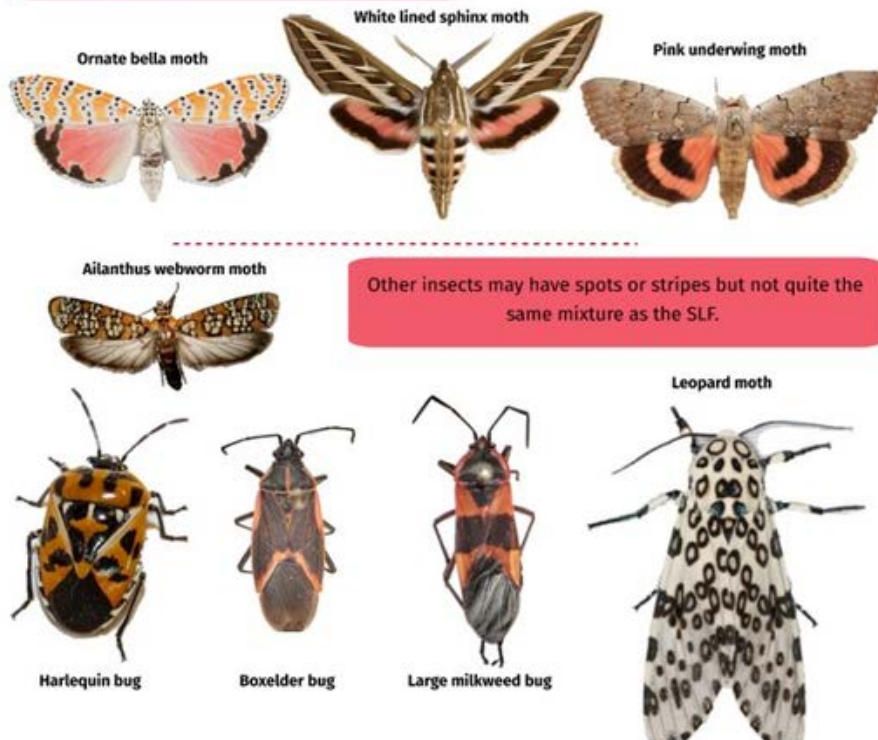 White lined sphinx moth
Ornate bella moth
Pink underwing moth
Ailanthus webworm moth
Other insects may have spots or stripes but not quite the
same mixture as the SLF.
Leopard moth
Harlequin bug
Boxelder bug
Large milkweed bug